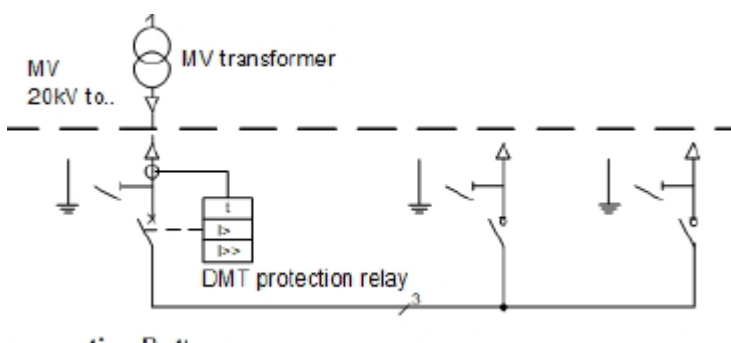 MV transformer
MV
20kV to..
I>
I>>
DMT protection relay
3